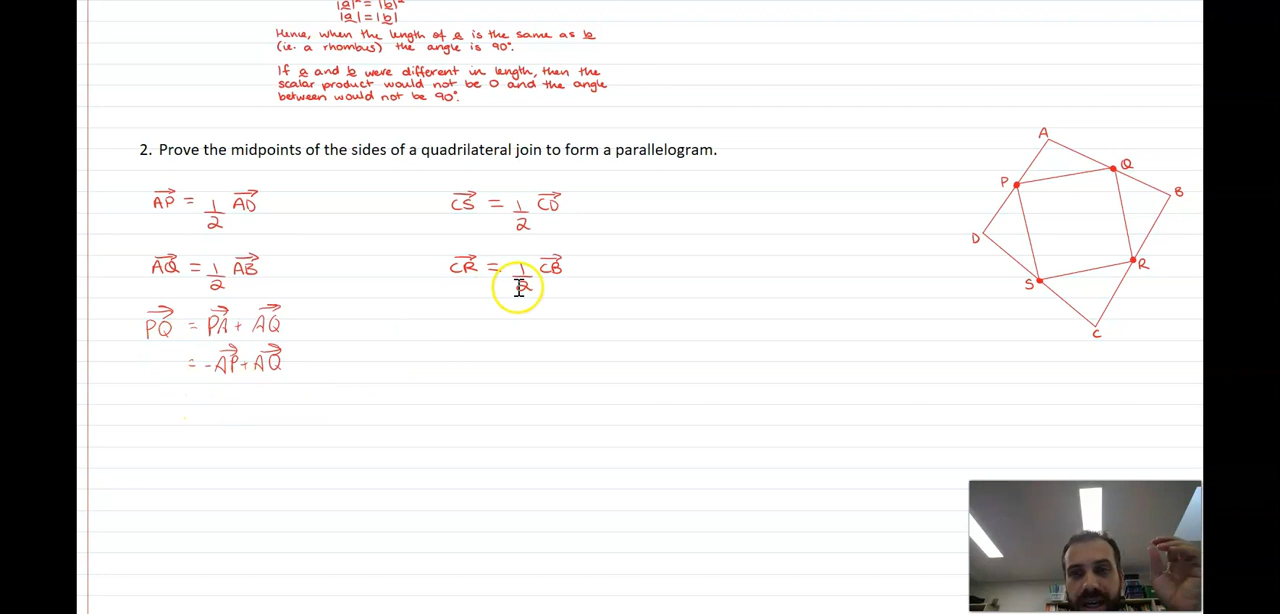 |a|² = |b|²
|a| = |b|
Hence, when the length of a is the same as b
(i.e. a rhombus) the angle is 90°.
If a and b were different in length, then the
scalar product would not be 0 and the angle
between would not be 90°.
2. Prove the midpoints of the sides of a quadrilateral join to form a parallelogram.
AP = 1/2 AD
AQ = 1/2 AB
PQ = PA + AQ
= -AP + AQ
CS = 1/2 CD
CR = 1/2 CB
A
Q
P
B
D
R
S
C